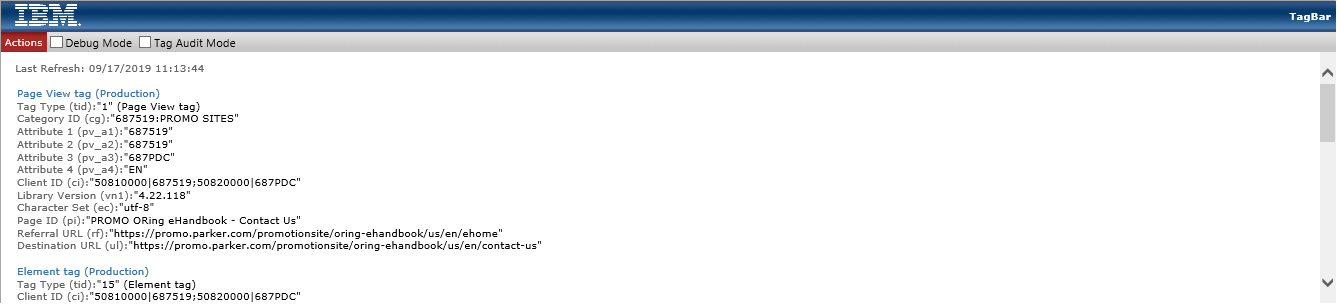 IBM.
TagBar
Actions Debug Mode Tag Audit Mode
Last Refresh: 09/17/2019 11:13:44
Page View tag (Production)
Tag Type (tid):"1" (Page View tag)
Category ID (cg):"687519:PROMO SITES"
Attribute 1 (pv_a1):"687519"
Attribute 2 (pv_a2):"687519"
Attribute 3 (pv_a3):"687PDC"
Attribute 4 (pv_a4):"EN"
Client ID (ci):"50810000|687519;50820000|687PDC"
Library Version (vn1):"4.22.118"
Character Set (ec):"utf-8"
Page ID (pi):"PROMO ORing eHandbook - Contact Us"
Referral URL (rf):"https://promo.parker.com/promotionsite/oring-ehandbook/us/en/ehome"
Destination URL (ul):"https://promo.parker.com/promotionsite/oring-ehandbook/us/en/contact-us"
Element tag (Production)
Tag Type (tid):"15" (Element tag)
Client ID (ci):"50810000|687519;50820000|687PDC"